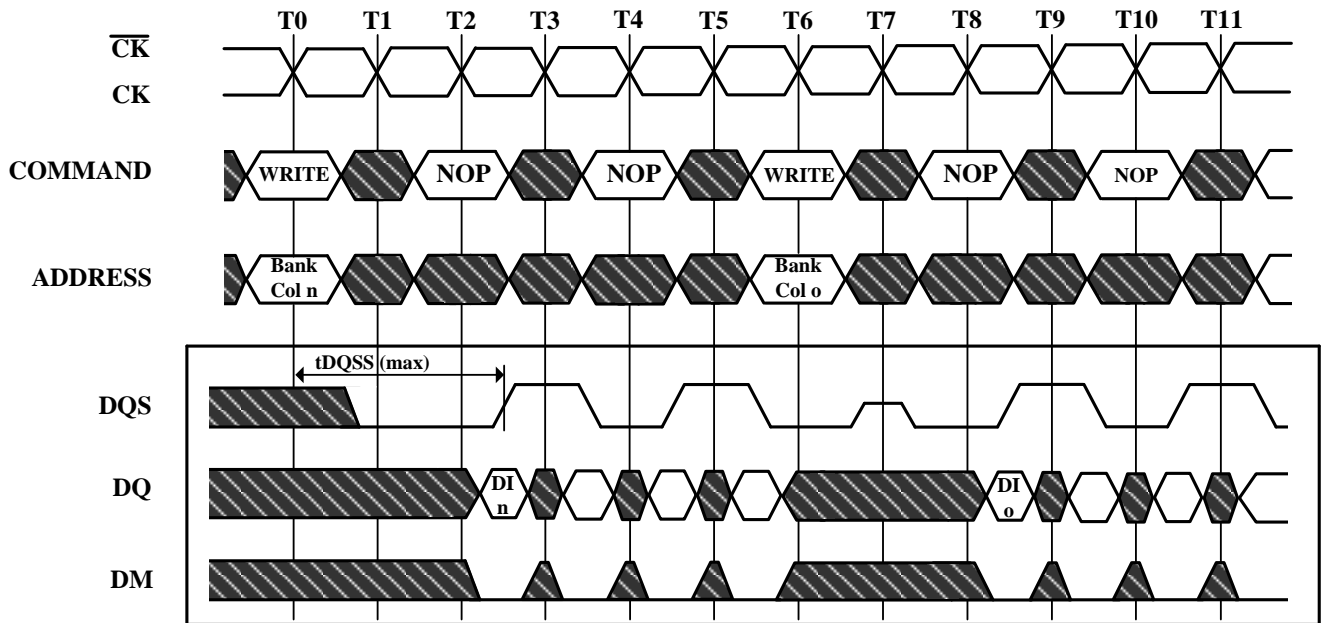 T0 T1 T2 T3 T4 T5 T6 T7 T8 T9 T10 T11
CK
CK
COMMAND WRITE NOP NOP WRITE NOP NOP
ADDRESS Bank Col n Bank Col o
tDQSS (max)
DQS
DQ DI n DI o
DM